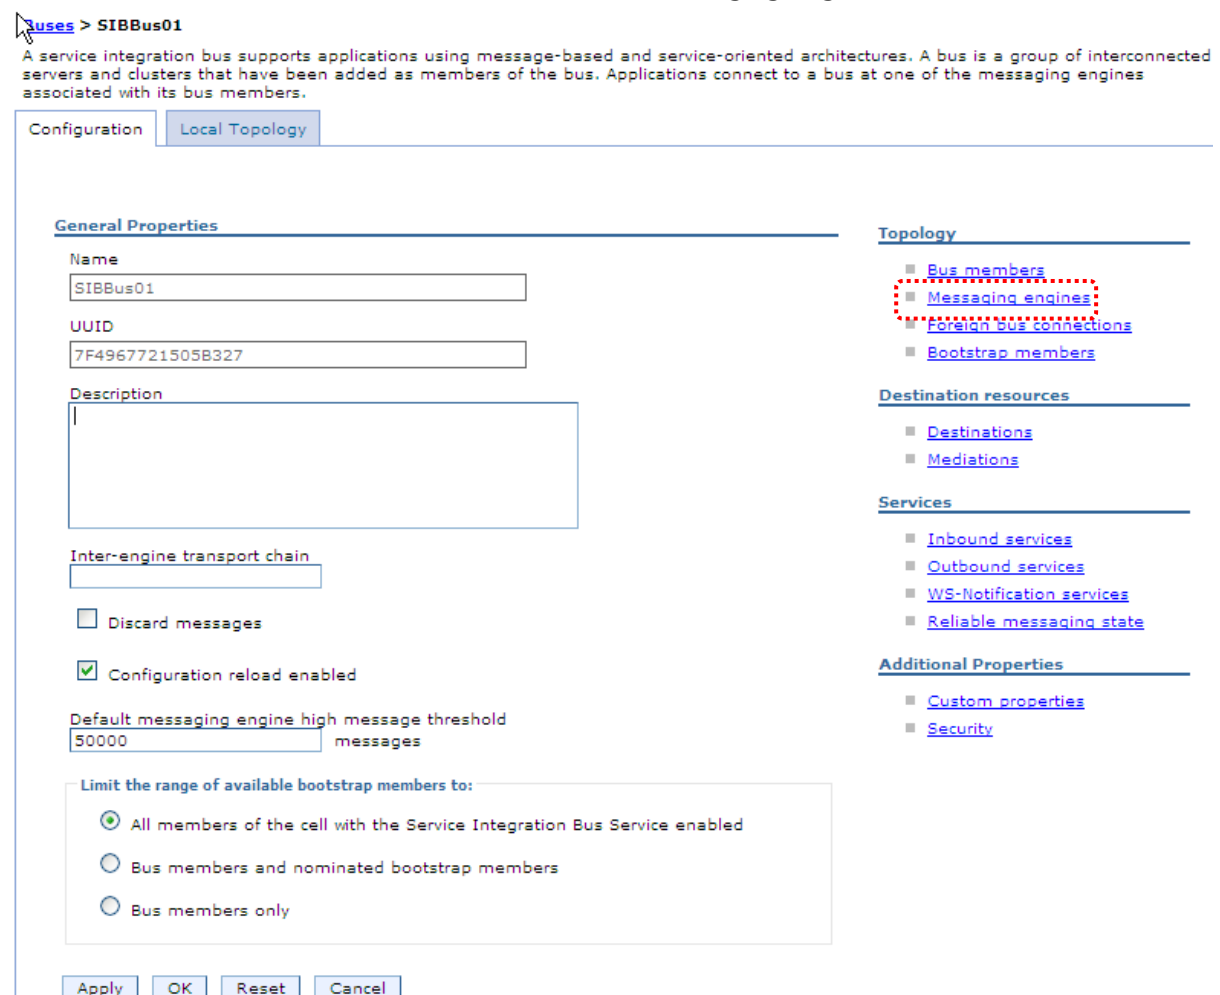 Buses > SIBBus01
A service integration bus supports applications using message-based and service-oriented architectures. A bus is a group of interconnected
servers and clusters that have been added as members of the bus. Applications connect to a bus at one of the messaging engines
associated with its bus members.
Configuration
Local Topology
General Properties
Name
SIBBus01
UUID
7F4967721505B327
Description
Inter-engine transport chain
Discard messages
Configuration reload enabled
Default messaging engine high message threshold
50000 messages
Limit the range of available bootstrap members to:
All members of the cell with the Service Integration Bus Service enabled
Bus members and nominated bootstrap members
Bus members only
Apply OK Reset Cancel
Topology
Bus members
Messaging engines
Foreign bus connections
Bootstrap members
Destination resources
Destinations
Mediations
Services
Inbound services
Outbound services
WS-Notification services
Reliable messaging state
Additional Properties
Custom properties
Security